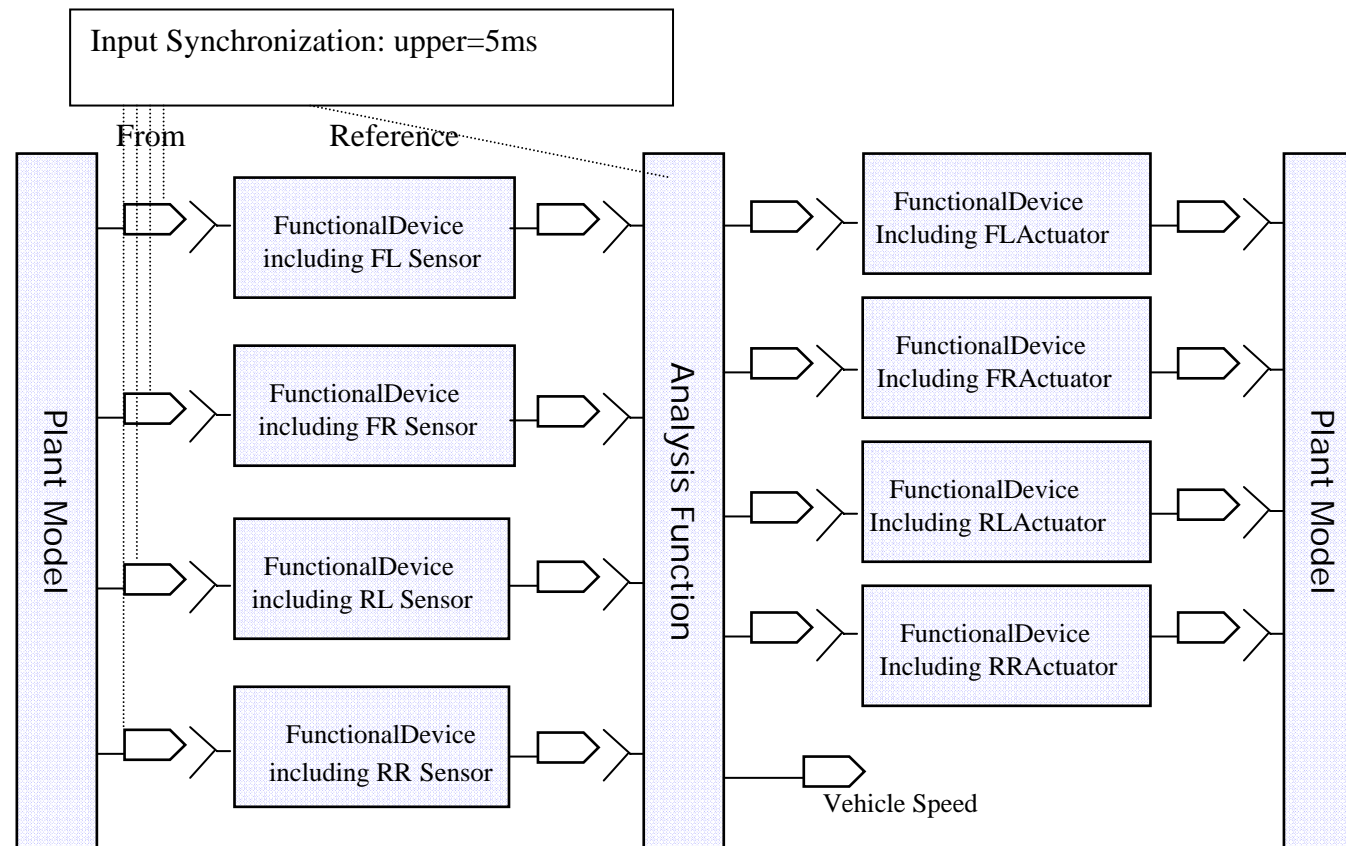 Input Synchronization: upper=5ms
From
Reference
Plant Model
FunctionalDevice
including FL Sensor
FunctionalDevice
including FR Sensor
FunctionalDevice
including RL Sensor
FunctionalDevice
including RR Sensor
Analysis Function
FunctionalDevice
Including FLActuator
FunctionalDevice
Including FRActuator
FunctionalDevice
Including RLActuator
FunctionalDevice
Including RRActuator
Vehicle Speed
Plant Model